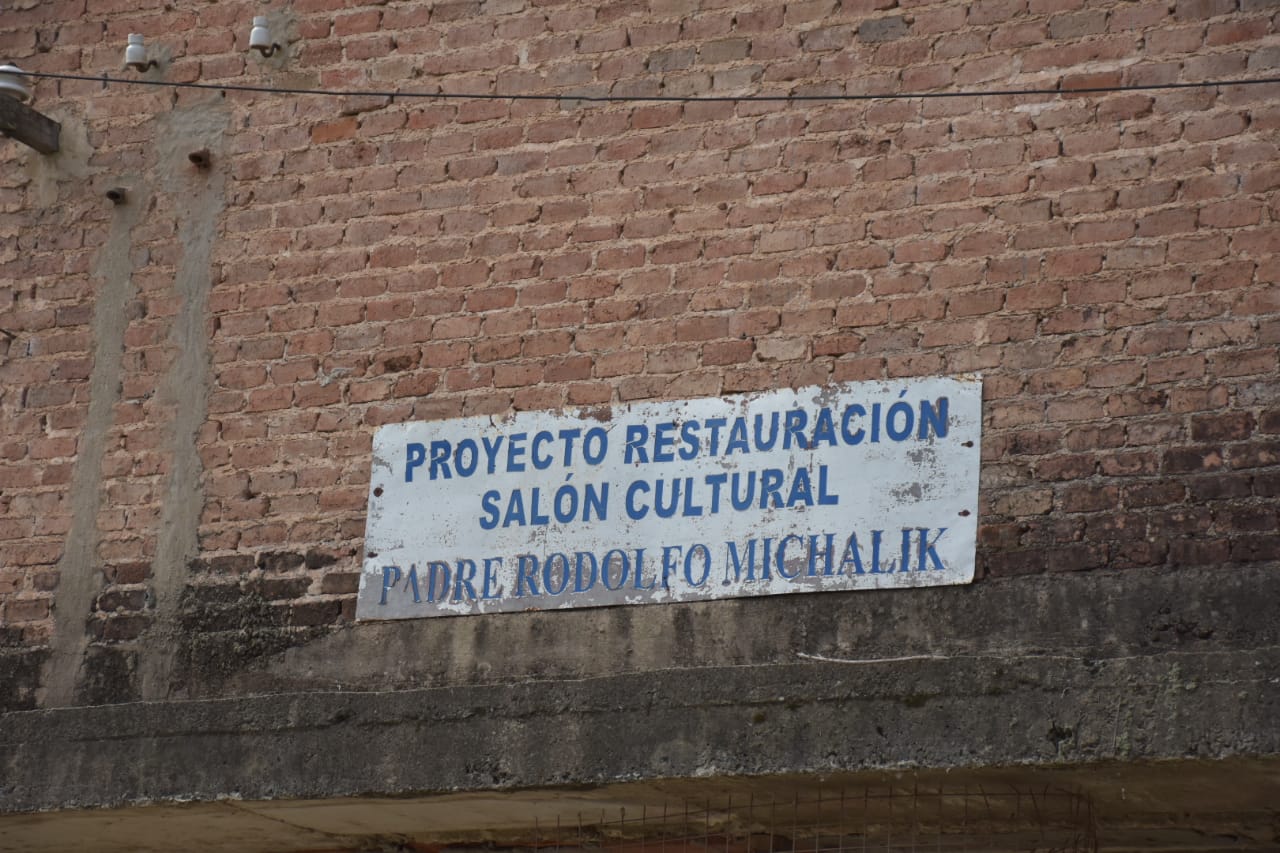 PROYECTO RESTAURACIÓN
SALÓN CULTURAL
PADRE RODOLFO MICHALIK